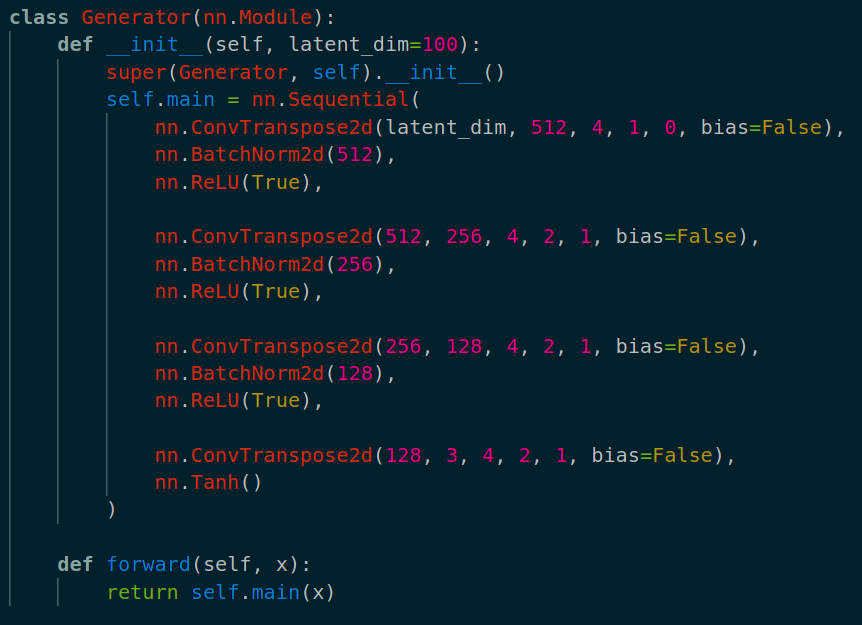 class Generator(nn.Module):
    def __init__(self, latent_dim=100):
        super(Generator, self).__init__()
        self.main = nn.Sequential(
            nn.ConvTranspose2d(latent_dim, 512, 4, 1, 0, bias=False),
            nn.BatchNorm2d(512),
            nn.ReLU(True),

            nn.ConvTranspose2d(512, 256, 4, 2, 1, bias=False),
            nn.BatchNorm2d(256),
            nn.ReLU(True),

            nn.ConvTranspose2d(256, 128, 4, 2, 1, bias=False),
            nn.BatchNorm2d(128),
            nn.ReLU(True),

            nn.ConvTranspose2d(128, 3, 4, 2, 1, bias=False),
            nn.Tanh()
        )

    def forward(self, x):
        return self.main(x)